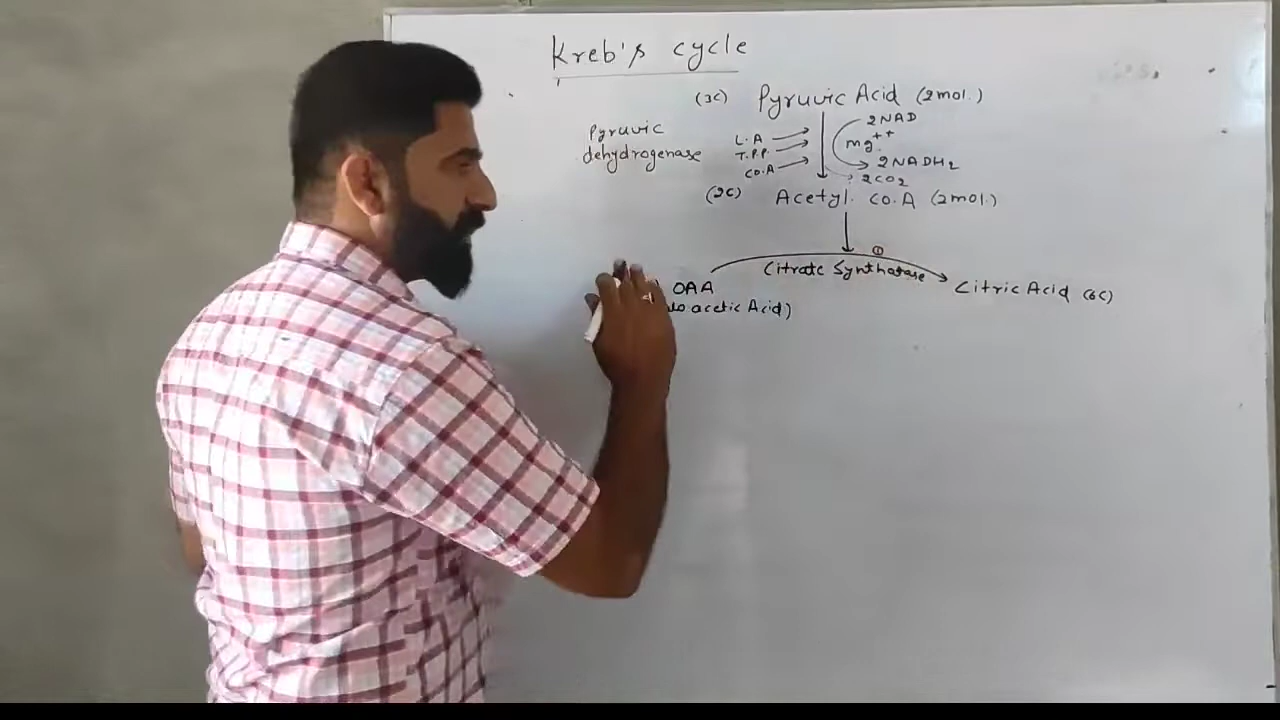 Kreb's cycle
(3C) Pyruvic Acid (2mol.)
Pyruvic
dehydrogenase
L.A
T.P.P.
CO.A
2NAD
mg++
2NADH2
2CO2
(2C) Acetyl. CO.A (2mol.)
①
Citrate Synthatase
OAA
acetic Acid)
Citric Acid (6C)